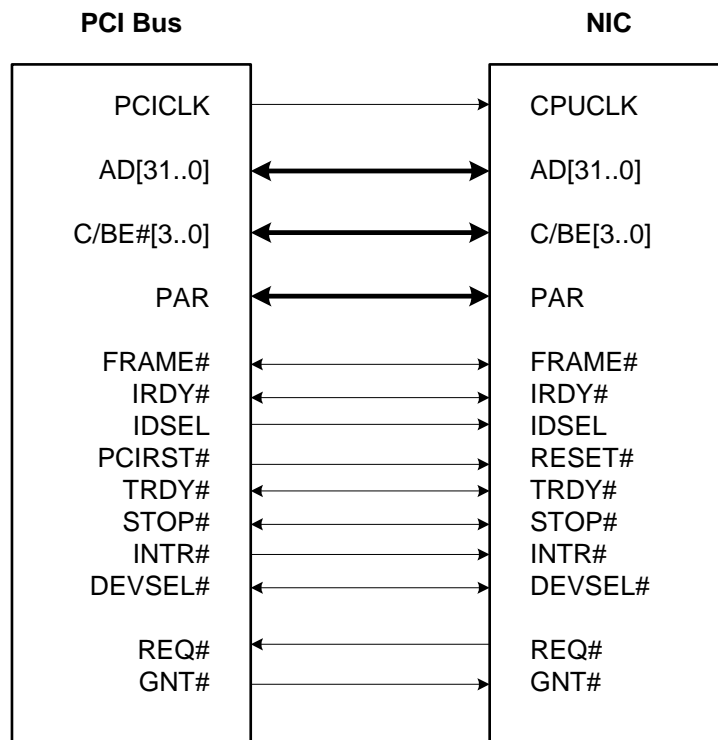 PCI Bus NIC
PCICLK CPUCLK
AD[31..0] AD[31..0]
C/BE#[3..0] C/BE[3..0]
PAR PAR
FRAME# FRAME#
IRDY# IRDY#
IDSEL IDSEL
PCIRST# RESET#
TRDY# TRDY#
STOP# STOP#
INTR# INTR#
DEVSEL# DEVSEL#
REQ# REQ#
GNT# GNT#